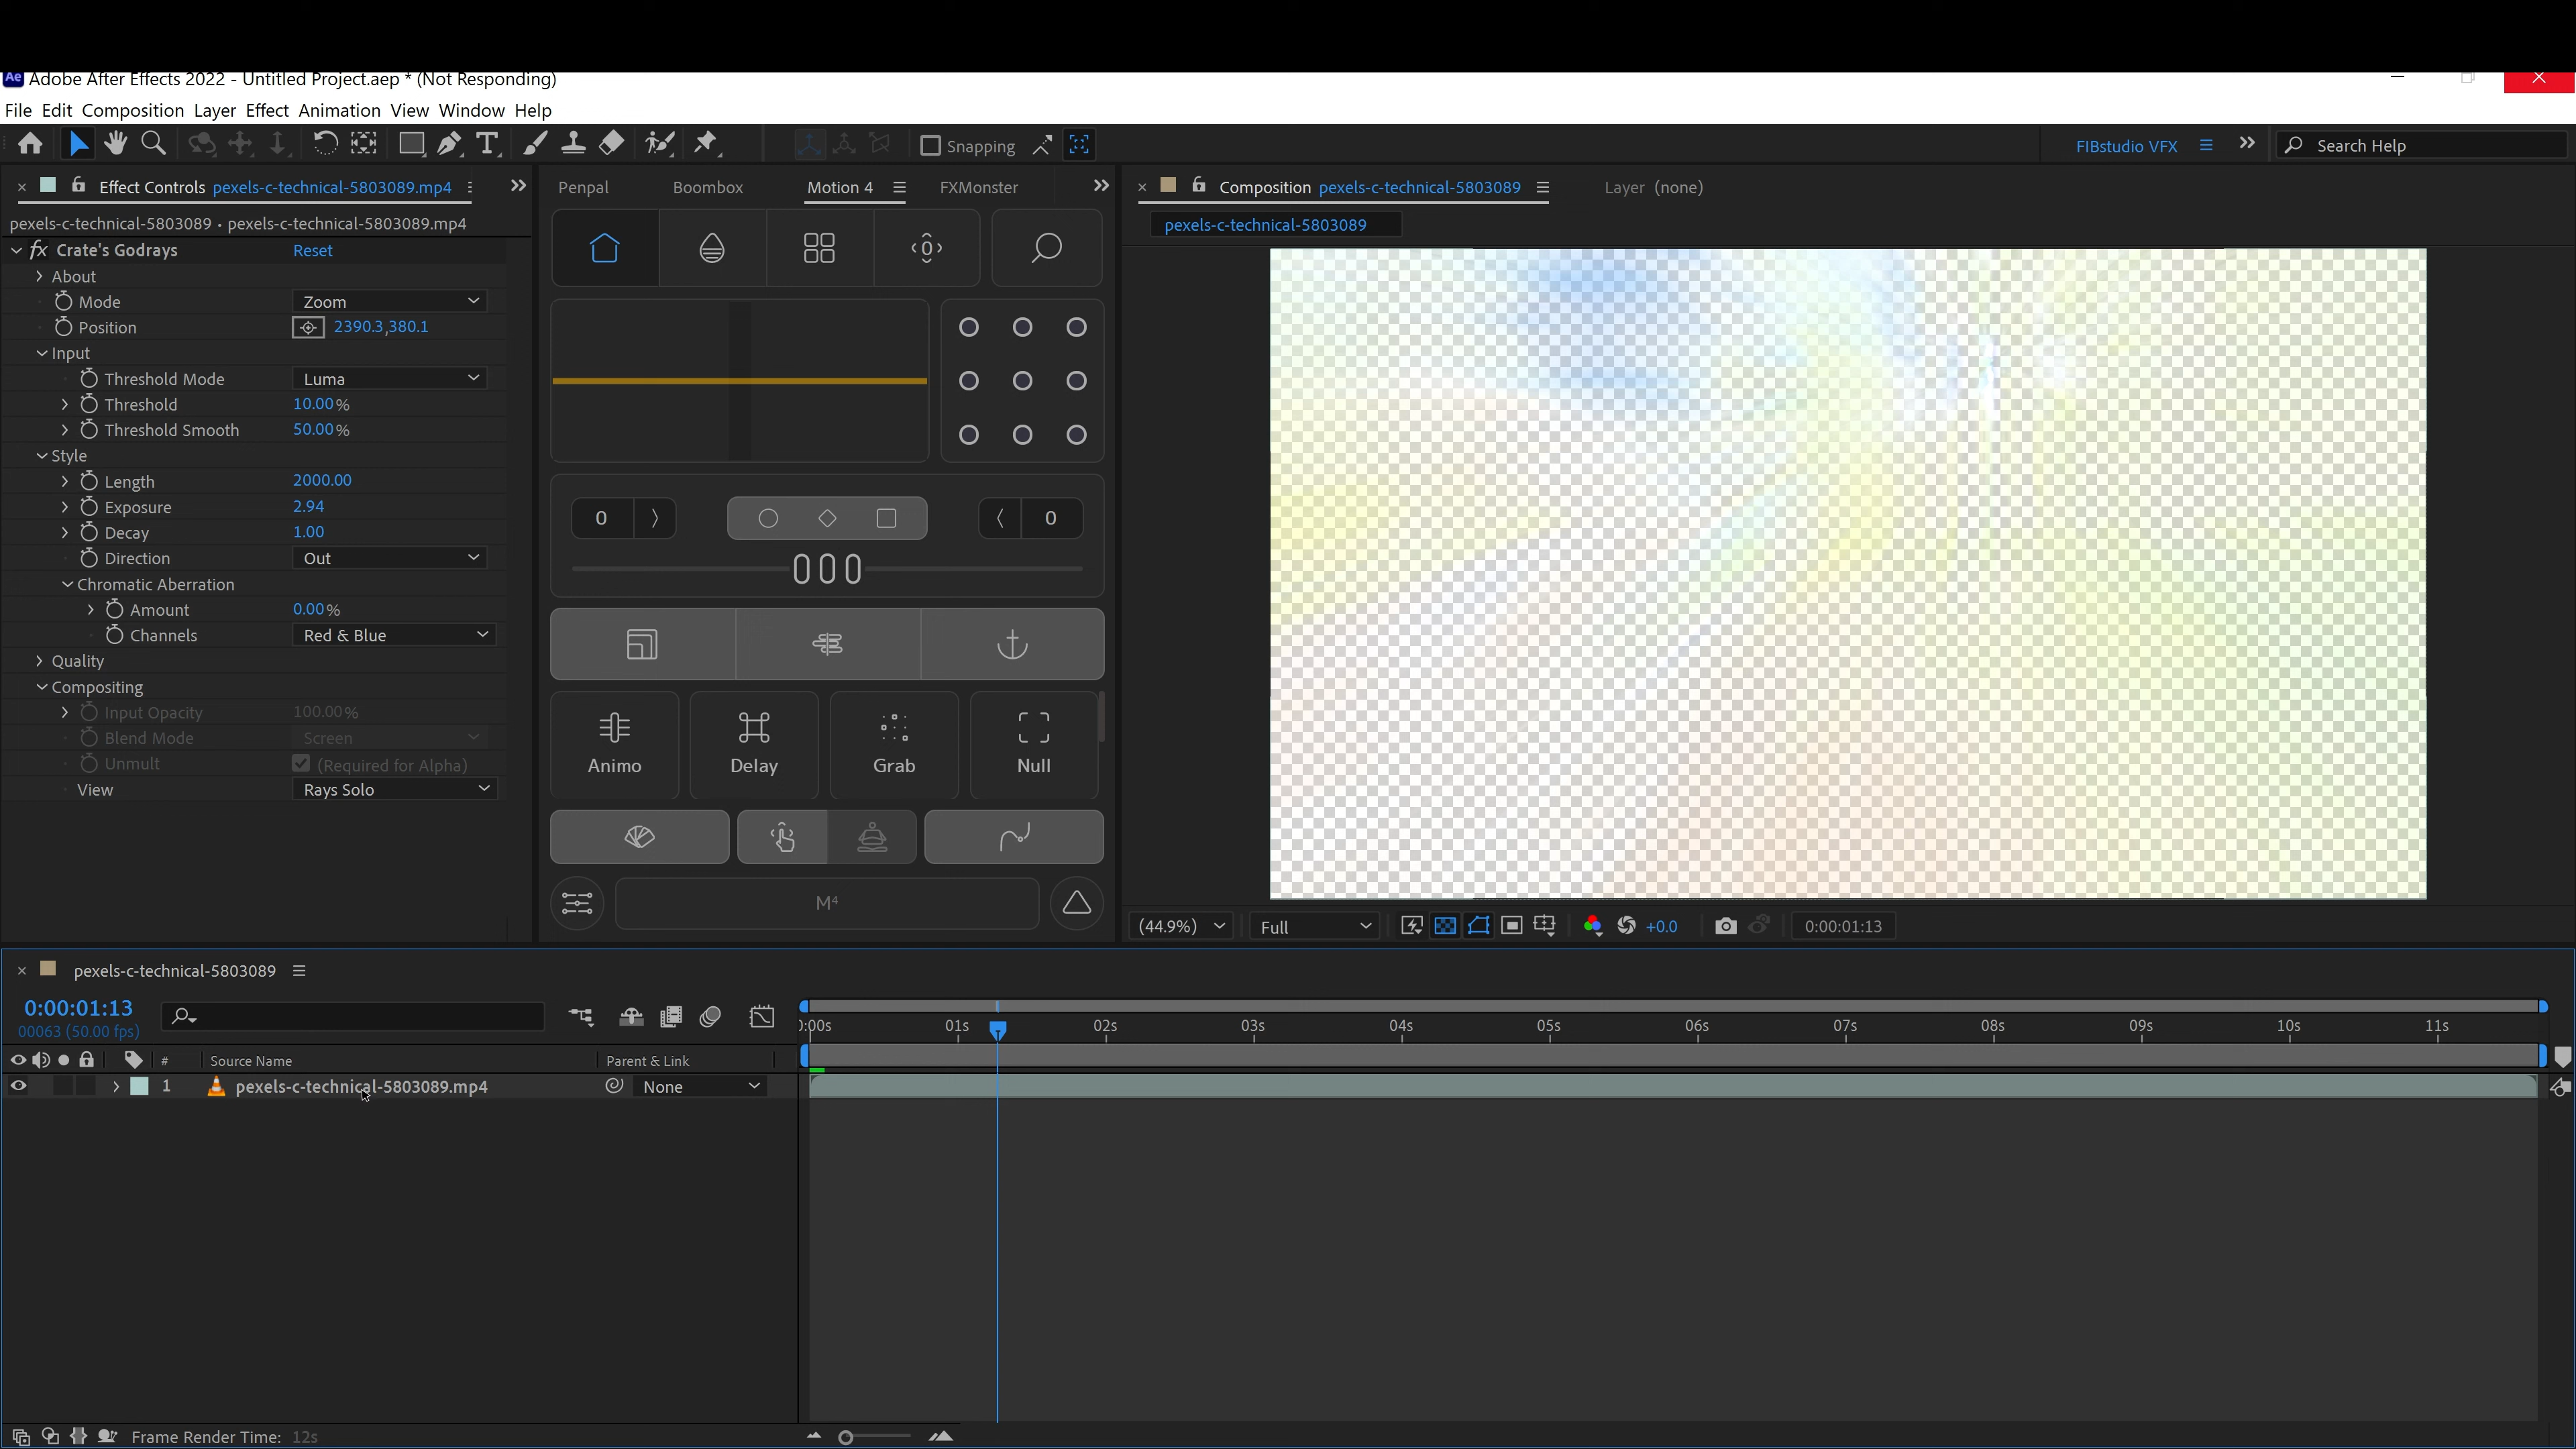 Ae Adobe After Effects 2022 - Untitled Project.aep * (Not Responding)
File Edit Composition Layer Effect Animation View Window Help
Snapping
FIBstudio VFX
Search Help
Effect Controls pexels-c-technical-5803089.mp4
pexels-c-technical-5803089 • pexels-c-technical-5803089.mp4
fx Crate's Godrays Reset
About
Mode Zoom
Position 2390.3,380.1
Input
Threshold Mode Luma
Threshold 10.00%
Threshold Smooth 50.00%
Style
Length 2000.00
Exposure 2.94
Decay 1.00
Direction Out
Chromatic Aberration
Amount 0.00%
Channels Red & Blue
Quality
Compositing
Input Opacity 100.00%
Blend Mode Screen
Unmult (Required for Alpha)
View Rays Solo
Penpal Boombox Motion 4 FXMonster
0
0
0
Animo Delay Grab Null
M4
Composition pexels-c-technical-5803089
Layer (none)
pexels-c-technical-5803089
(44.9%) Full +0.0 0:00:01:13
pexels-c-technical-5803089
0:00:01:13
00063 (50.00 fps)
# Source Name Parent & Link
1 pexels-c-technical-5803089.mp4 None
):00s 01s 02s 03s 04s 05s 06s 07s 08s 09s 10s 11s
Frame Render Time: 12s